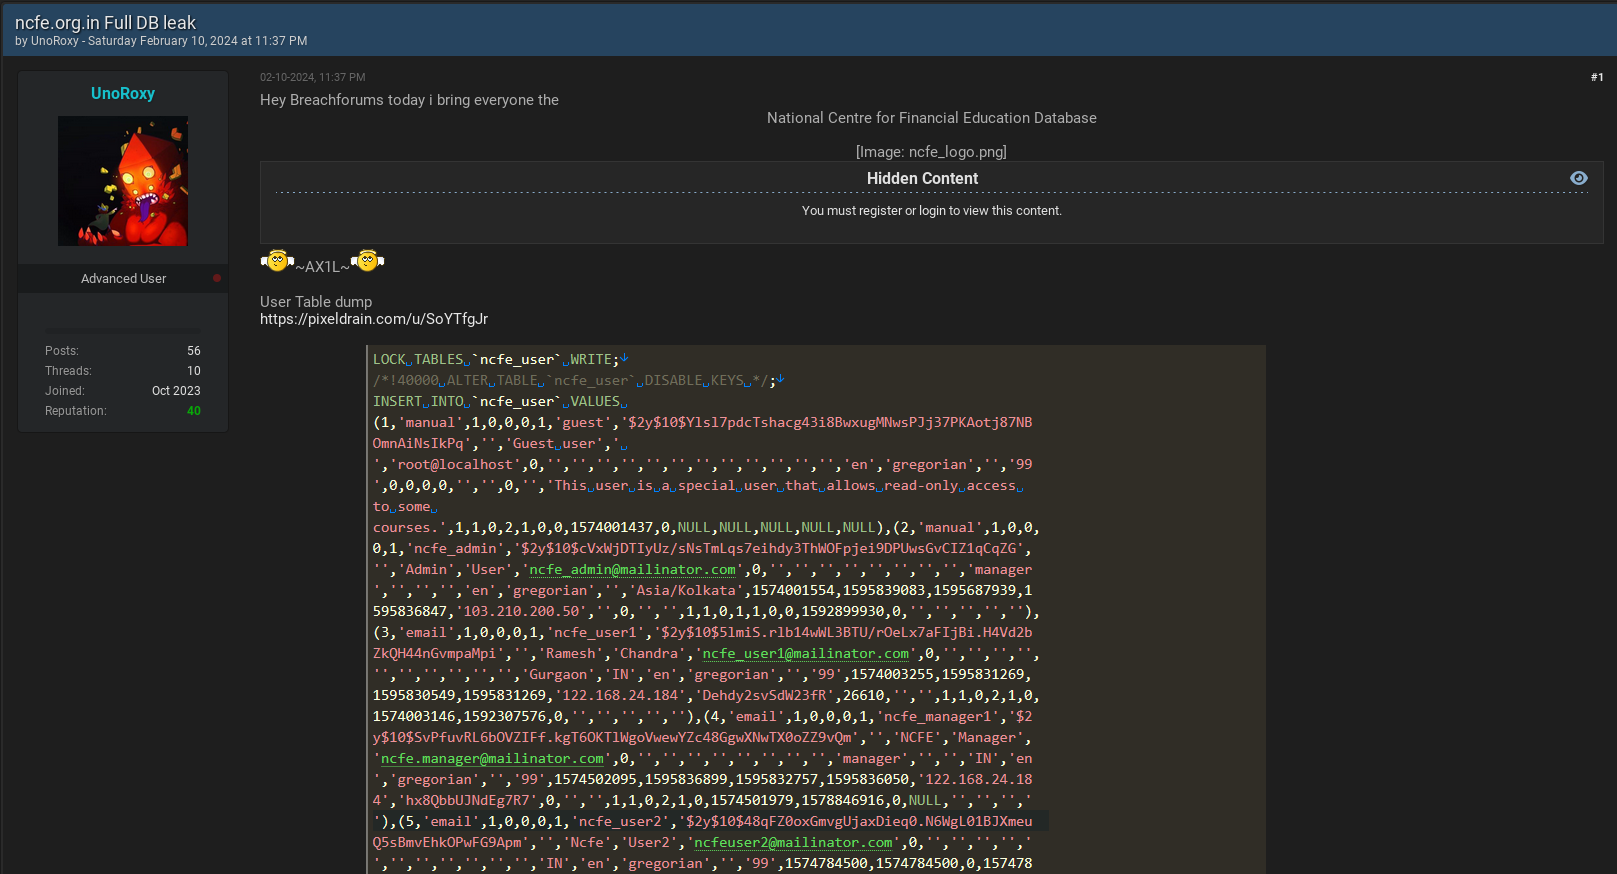 ncfe.org.in Full DB leak
by UnoRoxy - Saturday February 10, 2024 at 11:37 PM
UnoRoxy
Advanced User
Posts: 56
Threads: 10
Joined: Oct 2023
Reputation: 40
02-10-2024, 11:37 PM #1
Hey Breachforums today i bring everyone the
National Centre for Financial Education Database
[Image: ncfe_logo.png]
Hidden Content
You must register or login to view this content.
~AX1L~
User Table dump
https://pixeldrain.com/u/SoYTfgJr
LOCK TABLES `ncfe_user` WRITE;
/*!40000 ALTER TABLE `ncfe_user` DISABLE KEYS */;
INSERT INTO `ncfe_user` VALUES
(1,'manual',1,0,0,0,1,'guest','$2y$10$Ylsl7pdcTshacg43i8BwxugMNwsPJj37PKAotj87NB
OmnAiNsIkPq','','Guest user','
','root@localhost',0,'','','','','','','','','','','','','en','gregorian','','99
',0,0,0,0,'','',0,'','This user is a special user that allows read-only access
to some
courses.',1,1,0,2,1,0,0,1574001437,0,NULL,NULL,NULL,NULL,NULL),(2,'manual',1,0,0,
0,1,'ncfe_admin','$2y$10$cVxWjDTIyUz/sNsTmLqs7eihdy3ThWOFpjei9DPUwsGvCIZ1qCqZG',
'','Admin','User','ncfe_admin@mailinator.com',0,'','','','','','','','','manager
','','','','en','gregorian','','Asia/Kolkata',1574001554,1595839083,1595687939,1
595836847,'103.210.200.50','',0,'','',1,1,0,1,1,0,0,1592899930,0,'','','','',''),
(3,'email',1,0,0,0,1,'ncfe_user1','$2y$10$5lmiS.rlb14wWL3BTU/rOeLx7aFIjBi.H4Vd2b
ZkQH44nGvmpaMpi','','Ramesh','Chandra','ncfe_user1@mailinator.com',0,'','','','',
'','','','','','','Gurgaon','IN','en','gregorian','','99',1574003255,1595831269,
1595830549,1595831269,'122.168.24.184','Dehdy2svSdW23fR',26610,'','',1,1,0,2,1,0,
1574003146,1592307576,0,'','','','',''),(4,'email',1,0,0,0,1,'ncfe_manager1','$2
y$10$SvPfuvRL6bOVZIFf.kgT6OKTlWgoVwewYZc48GgwXNwTX0oZZ9vQm','','NCFE','Manager',
'ncfe.manager@mailinator.com',0,'','','','','','','','','manager','','','IN','en
','gregorian','','99',1574502095,1595836899,1595832757,1595836050,'122.168.24.18
4','hx8QbbUJNdEg7R7',0,'','',1,1,0,2,1,0,1574501979,1578846916,0,NULL,'','','','
'),(5,'email',1,0,0,0,1,'ncfe_user2','$2y$10$48qFZ0oxGmvgUjaxDieq0.N6WgL01BJXmeu
Q5sBmvEhkOPwFG9Apm','','Ncfe','User2','ncfeuser2@mailinator.com',0,'','','','','
','','','','','','','IN','en','gregorian','','99',1574784500,1574784500,0,157478